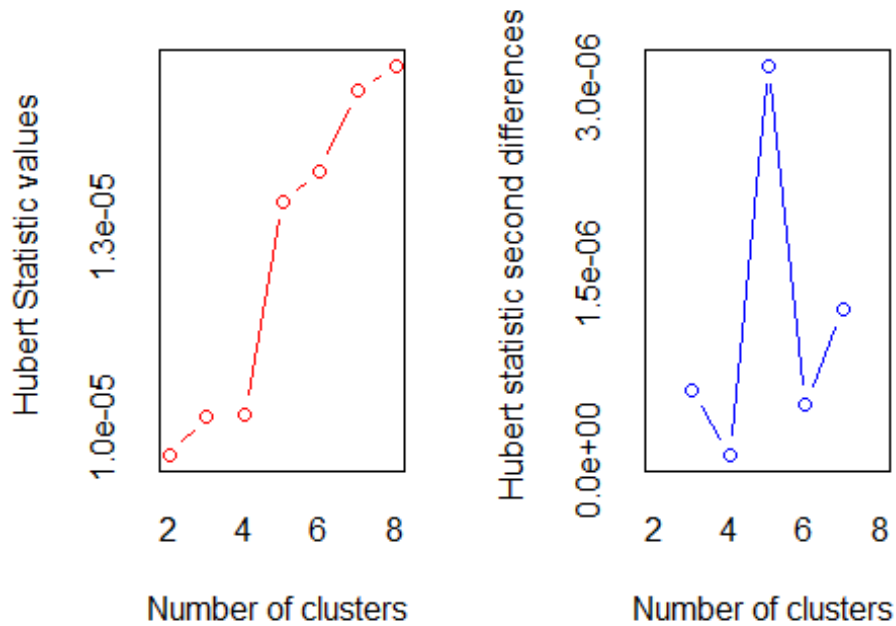 Hubert Statistic values
1.0e-05
1.3e-05
2 4 6 8
Number of clusters
Hubert statistic second differences
0.0e+00
1.5e-06
3.0e-06
2 4 6 8
Number of clusters